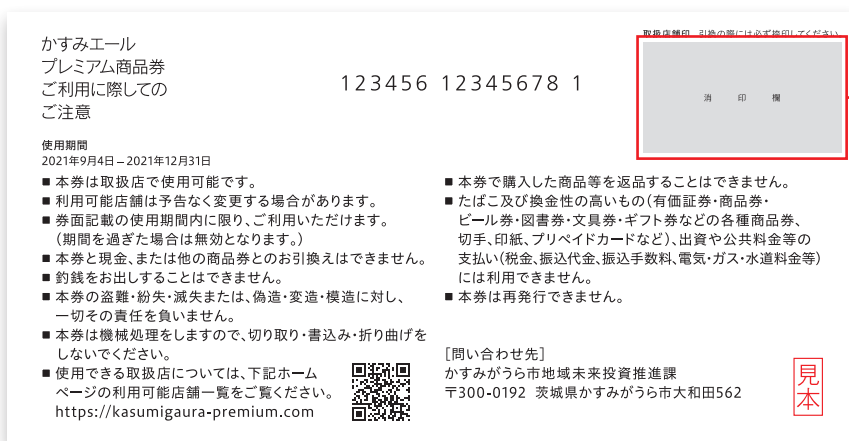 かすみエール
プレミアム商品券
ご利用に際しての
ご注意
123456 12345678 1
取扱店舗印 引換の際には必ず捺印してください
消 印 欄
使用期間
2021年9月4日–2021年12月31日
■ 本券は取扱店で使用可能です。
■ 利用可能店舗は予告なく変更する場合があります。
■ 券面記載の使用期間内に限り、ご利用いただけます。
（期間を過ぎた場合は無効となります。）
■ 本券と現金、または他の商品券とのお引換えはできません。
■ 釣銭をお出しすることはできません。
■ 本券の盗難・紛失・滅失または、偽造・変造・模造に対し、
一切その責任を負いません。
■ 本券は機械処理をしますので、切り取り・書込み・折り曲げを
しないでください。
■ 使用できる取扱店については、下記ホーム
ページの利用可能店舗一覧をご覧ください。
https://kasumigaura-premium.com
■ 本券で購入した商品等を返品することはできません。
■ たばこ及び換金性の高いもの（有価証券・商品券・
ビール券・図書券・文具券・ギフト券などの各種商品券、
切手、印紙、プリペイドカードなど）、出資や公共料金等の
支払い（税金、振込代金、振込手数料、電気・ガス・水道料金等）
には利用できません。
■ 本券は再発行できません。
［問い合わせ先］
かすみがうら市地域未来投資推進課
〒300-0192 茨城県かすみがうら市大和田562
見本